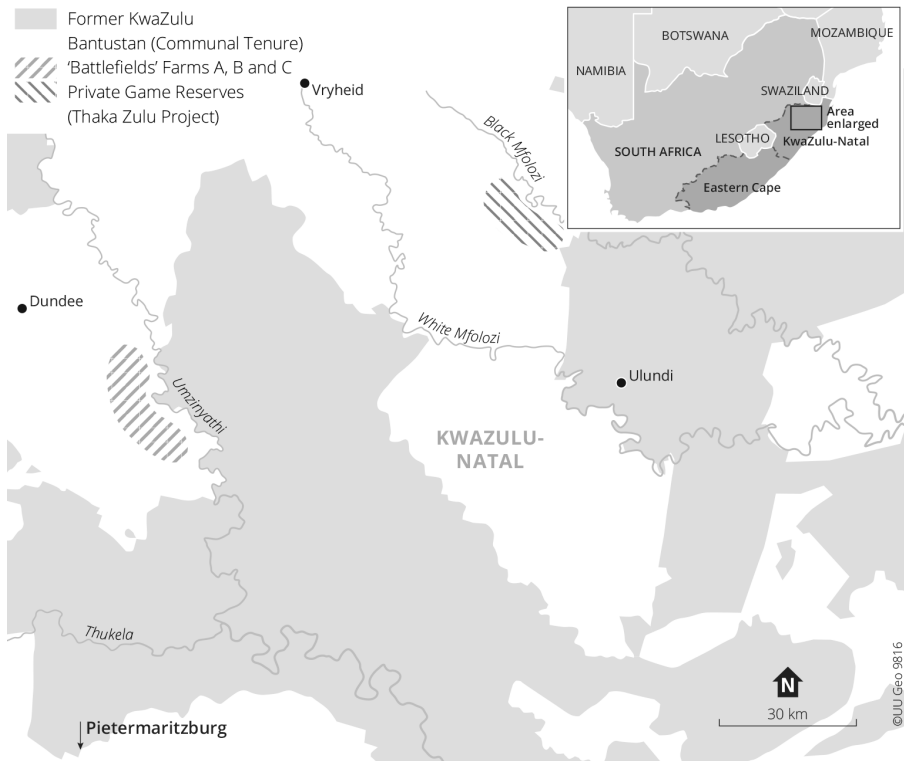 Former KwaZulu
Bantustan (Communal Tenure)
‘Battlefields’ Farms A, B and C
Private Game Reserves
(Thaka Zulu Project)
Vryheid
Black Mfolozi
Dundee
White Mfolozi
Umzinyathi
Ulundi
KWAZULU-
NATAL
Thukela
Pietermaritzburg
N
30 km
©UU Geo 9816
BOTSWANA
MOZAMBIQUE
NAMIBIA
SWAZILAND
Area
enlarged
LESOTHO
KwaZulu-Natal
SOUTH AFRICA
Eastern Cape